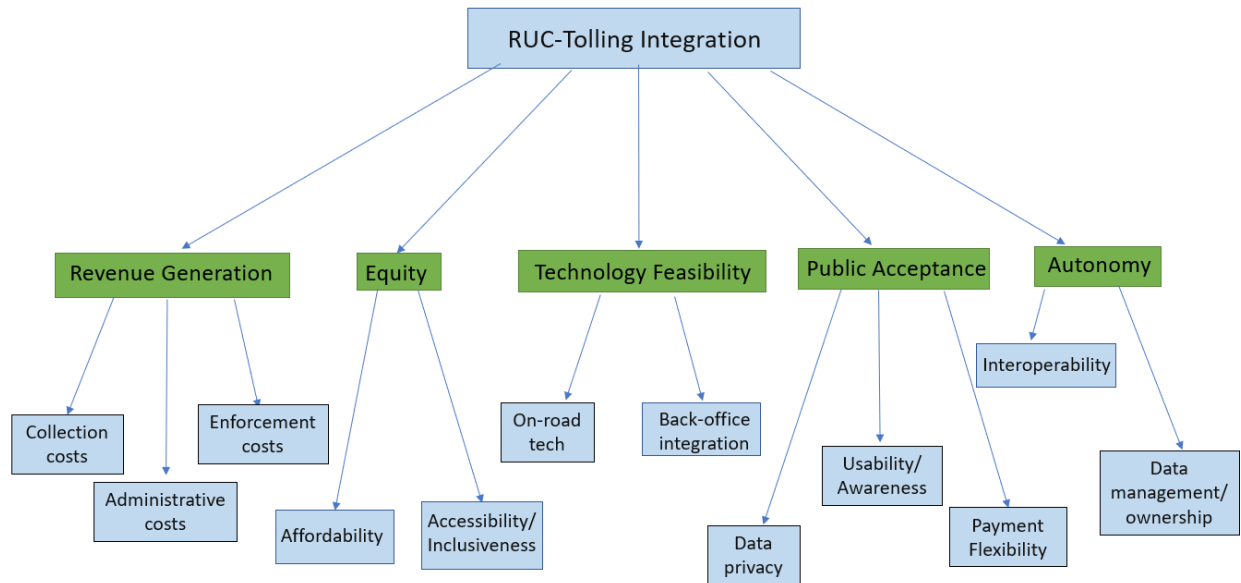 RUC-Tolling Integration
Revenue Generation
Equity
Technology Feasibility
Public Acceptance
Autonomy
Interoperability
Collection
costs
Administrative
costs
Enforcement
costs
Affordability
Accessibility/
Inclusiveness
On-road
tech
Back-office
integration
Data
privacy
Usability/
Awareness
Payment
Flexibility
Data
management/
ownership